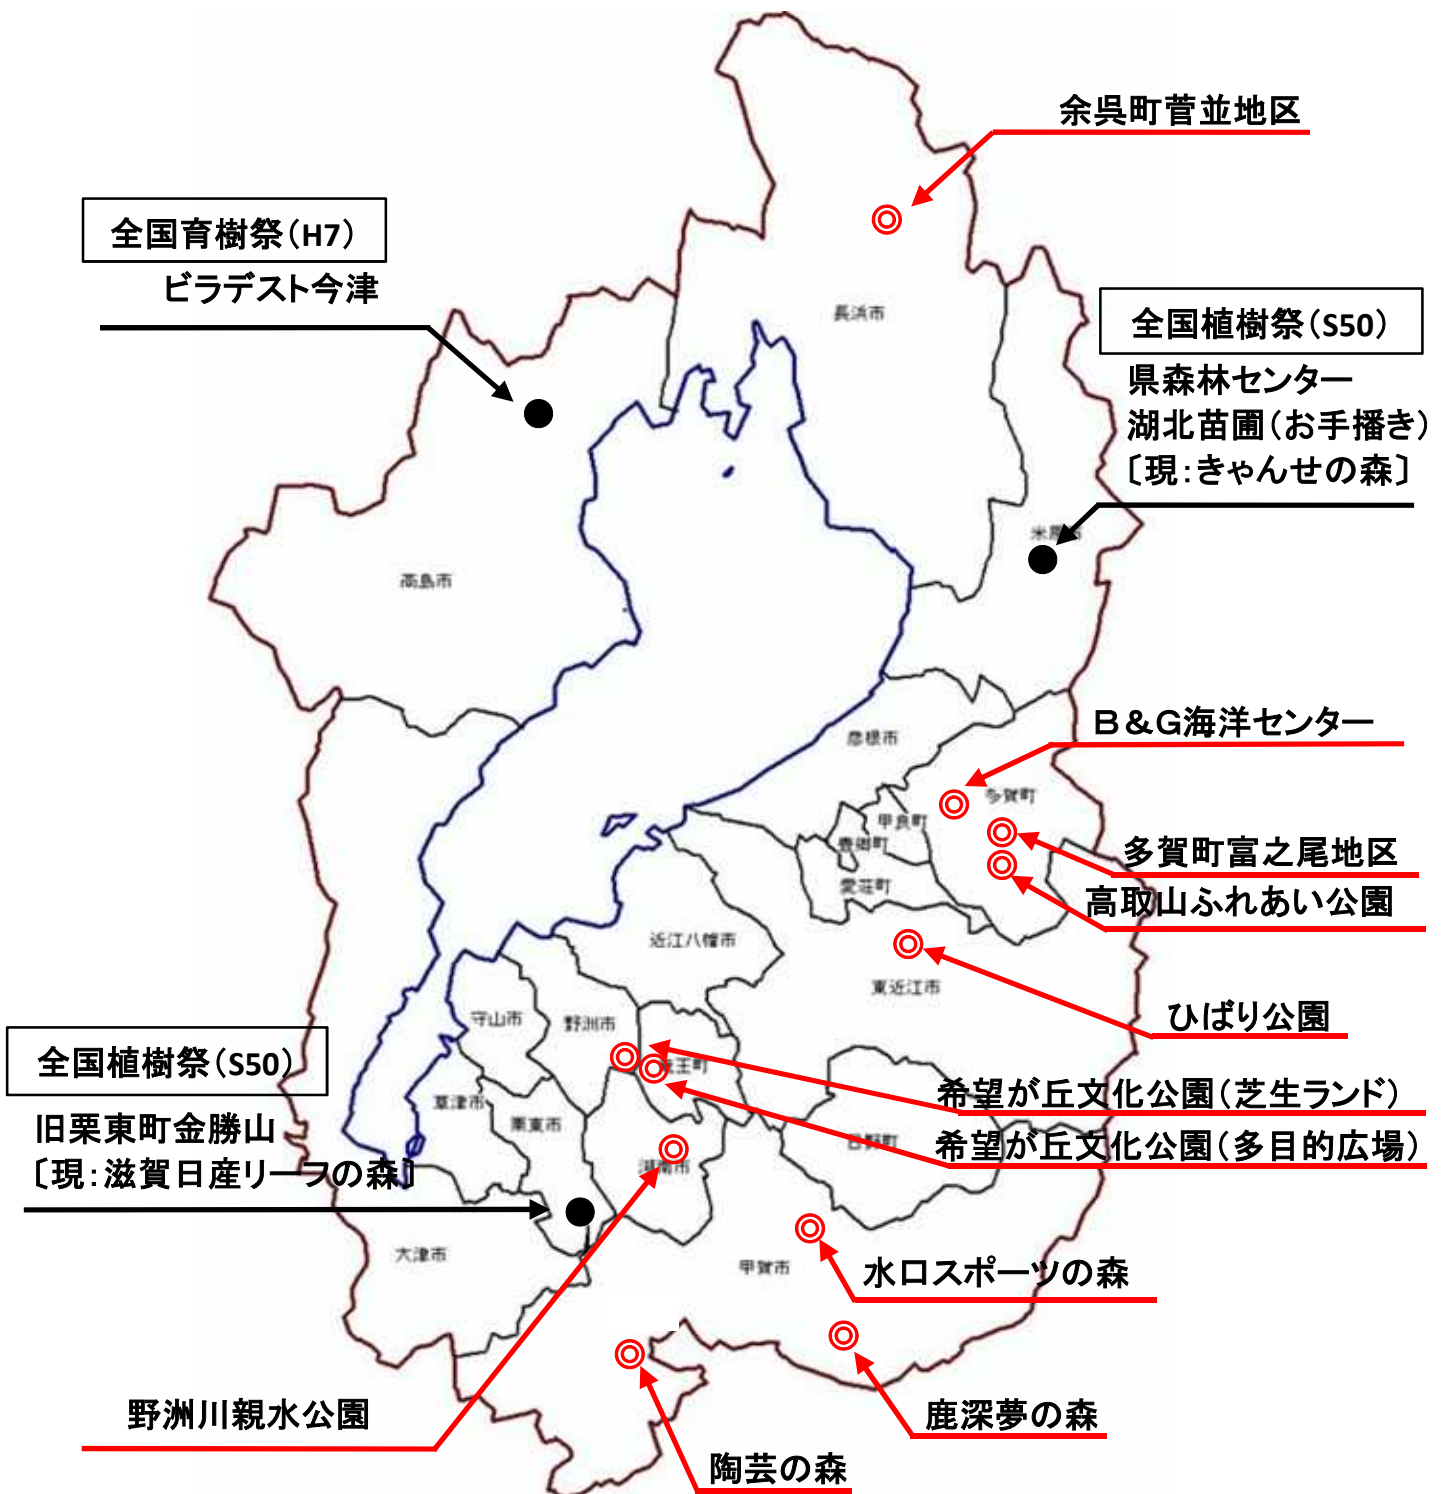 余呉町菅並地区
全国育樹祭（H7）
ビラデスト今津
長浜市
全国植樹祭（S50）
県森林センター
湖北苗圃（お手播き）
〔現：きゃんせの森〕
米原市
高島市
B&G海洋センター
彦根市
多賀町
甲良町
豊郷町
多賀町富之尾地区
愛荘町
高取山ふれあい公園
近江八幡市
東近江市
ひばり公園
守山市
野洲市
全国植樹祭（S50）
竜王町
希望が丘文化公園（芝生ランド）
草津市
栗東市
旧栗東町金勝山
日野町
希望が丘文化公園（多目的広場）
〔現：滋賀日産リーフの森〕
湖南市
大津市
甲賀市
水口スポーツの森
野洲川親水公園
鹿深夢の森
陶芸の森